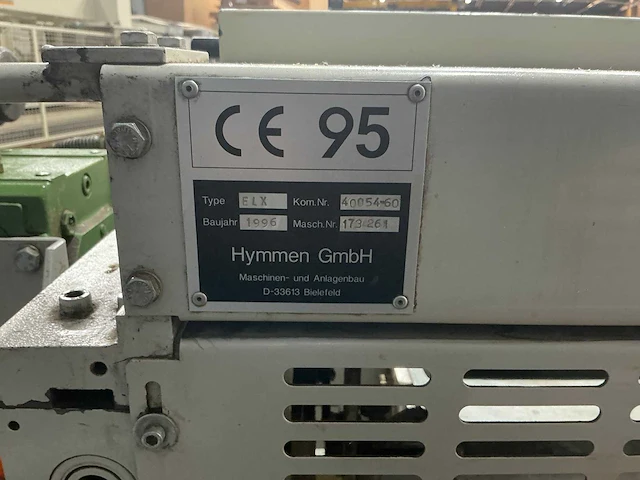 CE 95
Type ELX Kom.Nr. 40054-60
Baujahr 1996 Masch.Nr. 173/261
Hymmen GmbH
Maschinen- und Anlagenbau
D-33613 Bielefeld